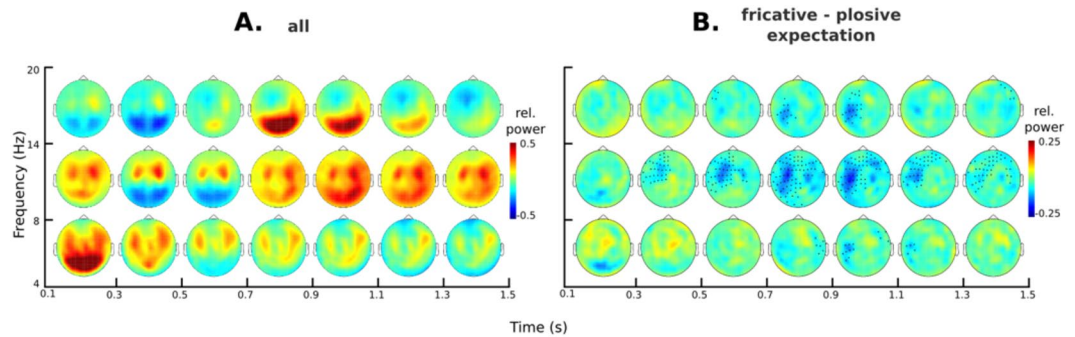 A. all
B. fricative - plosive
expectation
20
14
8
4
Frequency (Hz)
rel.
power
0.5
-0.5
0.1 0.3 0.5 0.7 0.9 1.1 1.3 1.5
rel.
power
0.25
-0.25
0.1 0.3 0.5 0.7 0.9 1.1 1.3 1.5
Time (s)